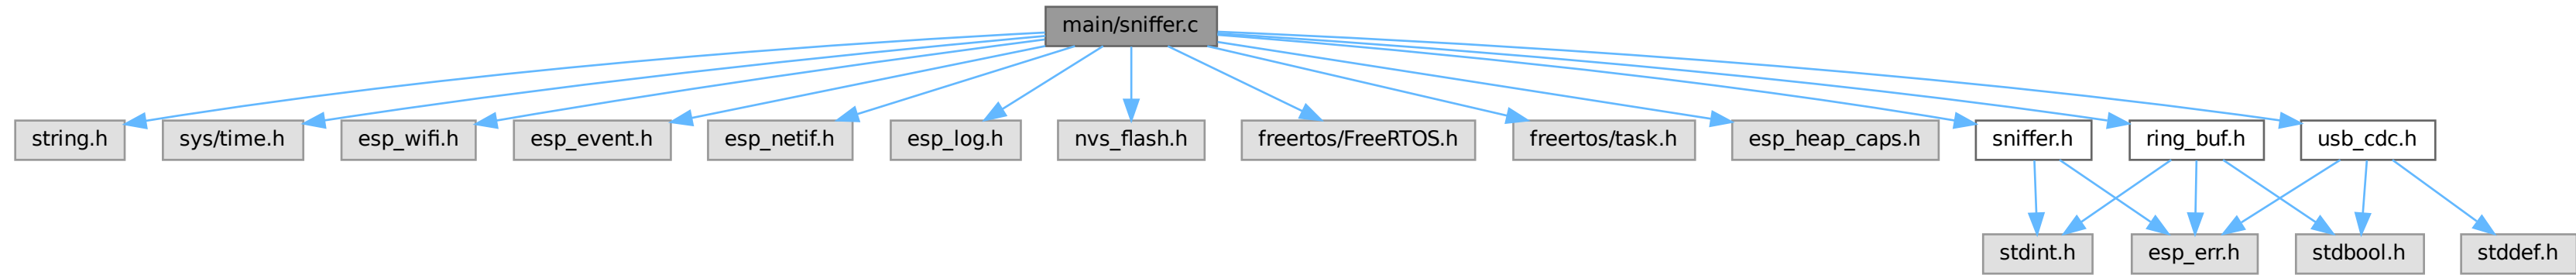 main/sniffer.c
string.h
sys/time.h
esp_wifi.h
esp_event.h
esp_netif.h
esp_log.h
nvs_flash.h
freertos/FreeRTOS.h
freertos/task.h
esp_heap_caps.h
sniffer.h
ring_buf.h
usb_cdc.h
stdint.h
esp_err.h
stdbool.h
stddef.h